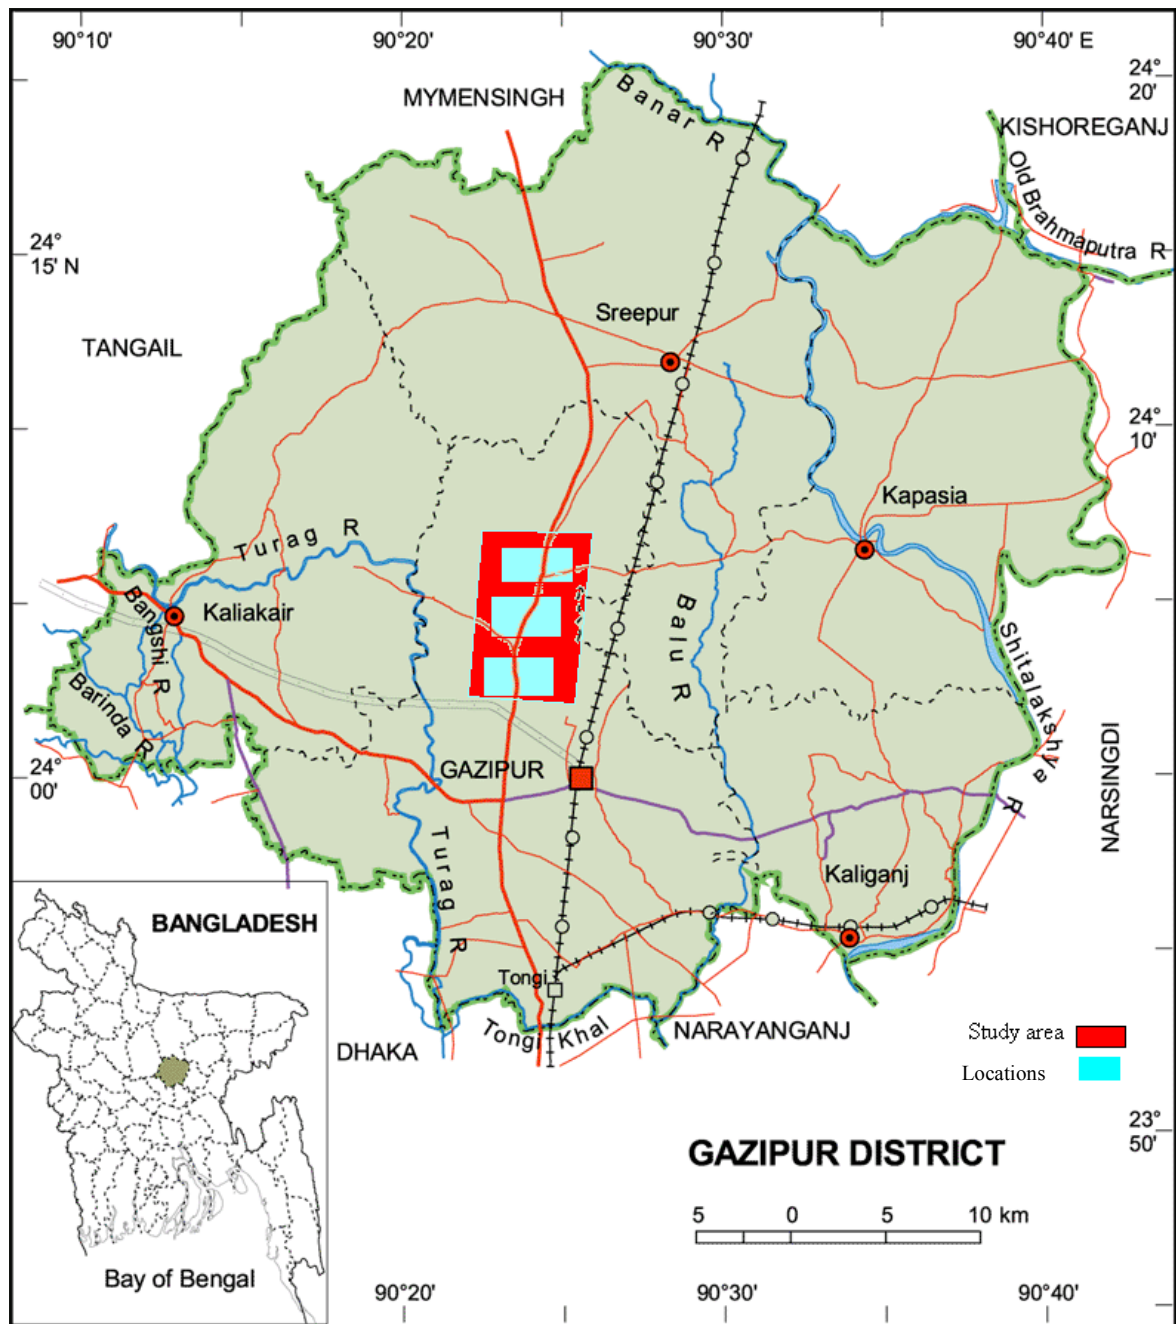 90°10'
90°20'
90°30'
90°40' E
24°
20'
MYMENSINGH
Banar R
KISHOREGANJ
Old Brahmaputra R
24°
15' N
Sreepur
TANGAIL
24°
10'
Kapasia
Turag R
Kaliakair
Bangshi R
Balu R
Shitalakshya R
Barinda R
24°
00'
GAZIPUR
NARSINGDI
Turag R
Kaliganj
BANGLADESH
Tongi
Tongi Khal
NARAYANGANJ
DHAKA
Study area
Locations
23°
50'
GAZIPUR DISTRICT
5 0 5 10 km
Bay of Bengal
90°20'
90°30'
90°40'